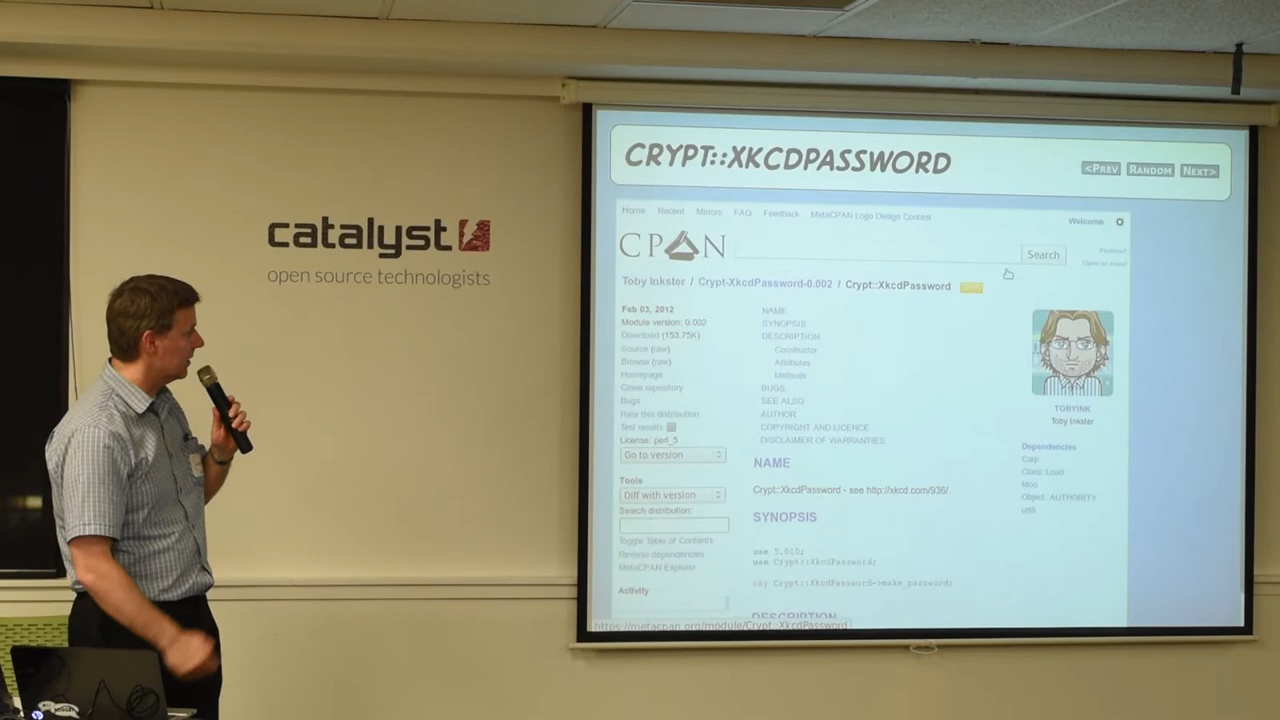 catalyst
open source technologists
CRYPT::XKCDPASSWORD
<PREV RANDOM NEXT>
Home Recent Mirrors FAQ Feedback MetaCPAN Logo Design Contest
Welcome
CPAN
Search
Toby Inkster / Crypt-XkcdPassword-0.002 / Crypt::XkcdPassword
Feb 03, 2012
Module version: 0.002
Download (153.75K)
Source (raw)
Browse (raw)
Homepage
Clone repository
Bugs
Rate this distribution
Test results
License: perl_5
Go to version
Tools
Diff with version
Search distribution:
Toggle Table of Contents
Reverse dependencies
MetaCPAN Explorer
Activity
NAME
SYNOPSIS
DESCRIPTION
Constructor
Attributes
Methods
BUGS
SEE ALSO
AUTHOR
COPYRIGHT AND LICENCE
DISCLAIMER OF WARRANTIES
NAME
Crypt::XkcdPassword - see http://xkcd.com/936/
SYNOPSIS
use 5.010;
use Crypt::XkcdPassword;
say Crypt::XkcdPassword->make_password;
DESCRIPTION
TOBYINK
Toby Inkster
Dependencies
Carp
Class::Load
Moo
Object::AUTHORITY
utf8
https://metacpan.org/module/Crypt::XkcdPassword